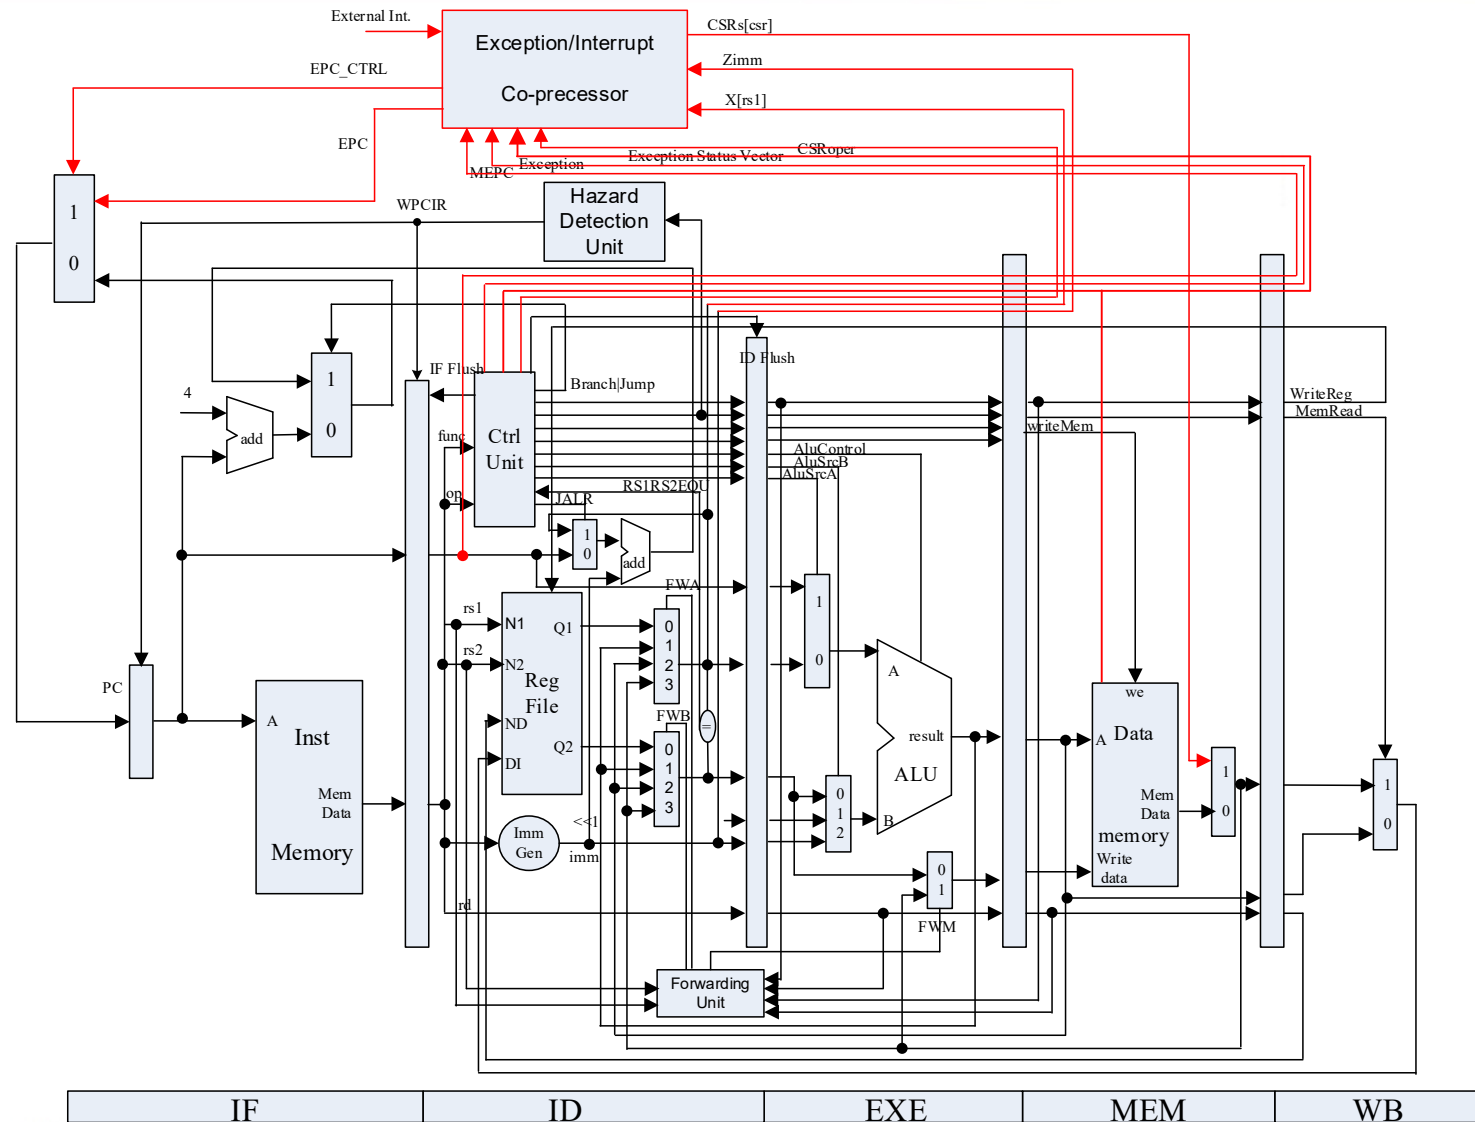 External Int.
Exception/Interrupt
Co-precessor
CSRs[csr]
Zimm
X[rs1]
EPC_CTRL
EPC
CSRoper
Exception Status Vector
Exception
MEPC
1
0
WPCIR
Hazard
Detection
Unit
IF Flush
ID Flush
Branch|Jump
WriteReg
MemRead
writeMem
4
add
1
0
func
Ctrl
Unit
op
AluControl
AluSrcB
AluSrcA
RS1RS2EQU
JALR
1
0
add
FWA
rs1
N1
Q1
0
1
2
3
rs2
N2
Reg
File
ND
DI
Q2
FWB
0
1
2
3
=
1
0
A
result
ALU
B
0
1
2
PC
A
Inst
Mem
Data
Memory
Imm
Gen
<<1
imm
we
A
Data
Mem
Data
memory
Write
data
1
0
1
0
0
1
FWM
rd
Forwarding
Unit
IF
ID
EXE
MEM
WB